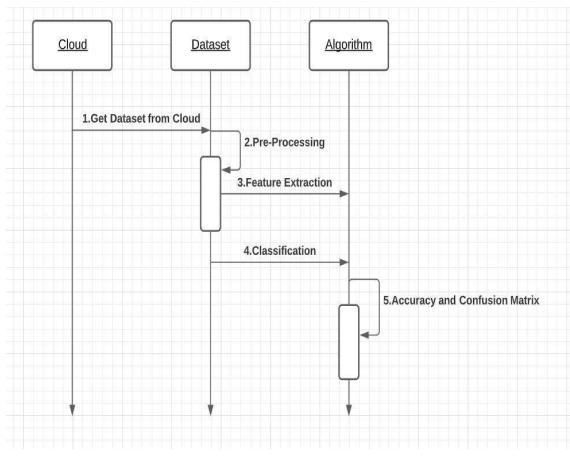 Cloud
Dataset
Algorithm
1.Get Dataset from Cloud
2.Pre-Processing
3.Feature Extraction
4.Classification
5.Accuracy and Confusion Matrix